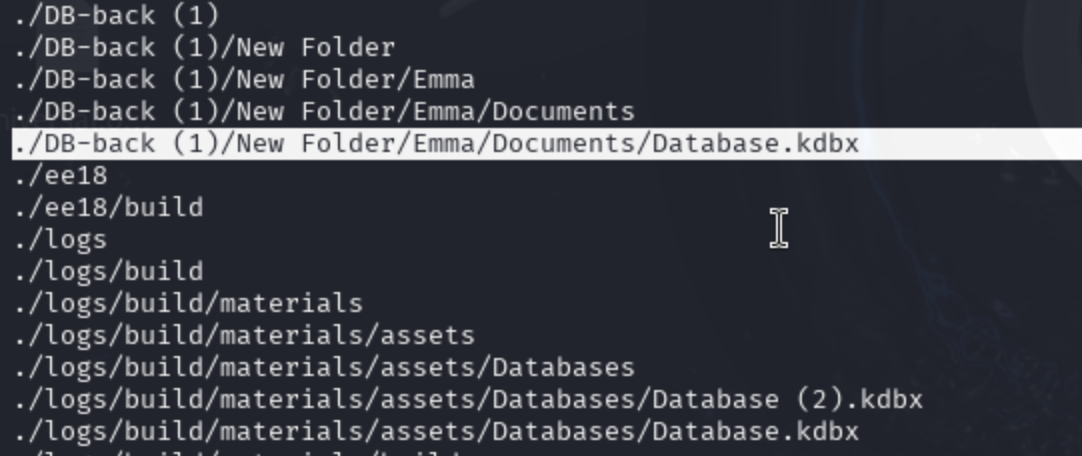 ./DB-back (1)
./DB-back (1)/New Folder
./DB-back (1)/New Folder/Emma
./DB-back (1)/New Folder/Emma/Documents
./DB-back (1)/New Folder/Emma/Documents/Database.kdbx
./ee18
./ee18/build
./logs
./logs/build
./logs/build/materials
./logs/build/materials/assets
./logs/build/materials/assets/Databases
./logs/build/materials/assets/Databases/Database (2).kdbx
./logs/build/materials/assets/Databases/Database.kdbx